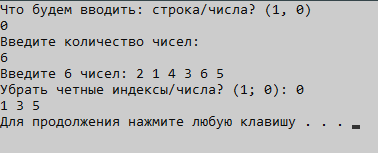 Что будем вводить: строка/числа? (1, 0)
0
Введите количество чисел:
6
Введите 6 чисел: 2 1 4 3 6 5
Убрать четные индексы/числа? (1; 0): 0
1 3 5
Для продолжения нажмите любую клавишу . . .